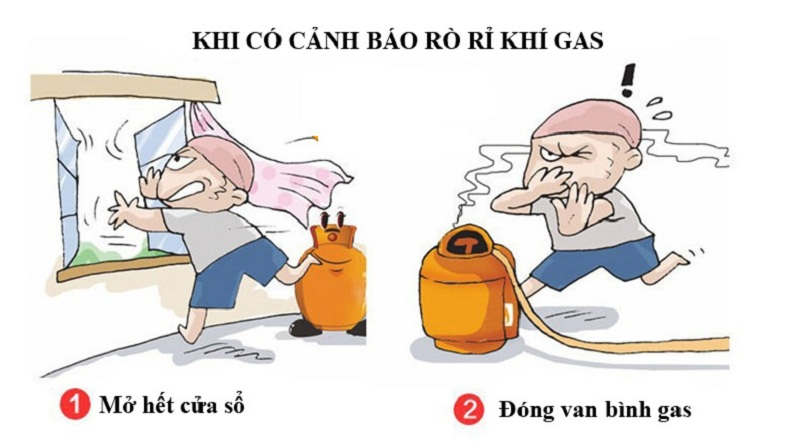 KHI CÓ CẢNH BÁO RÒ RỈ KHÍ GAS
1 Mở hết cửa sổ
2 Đóng van bình gas